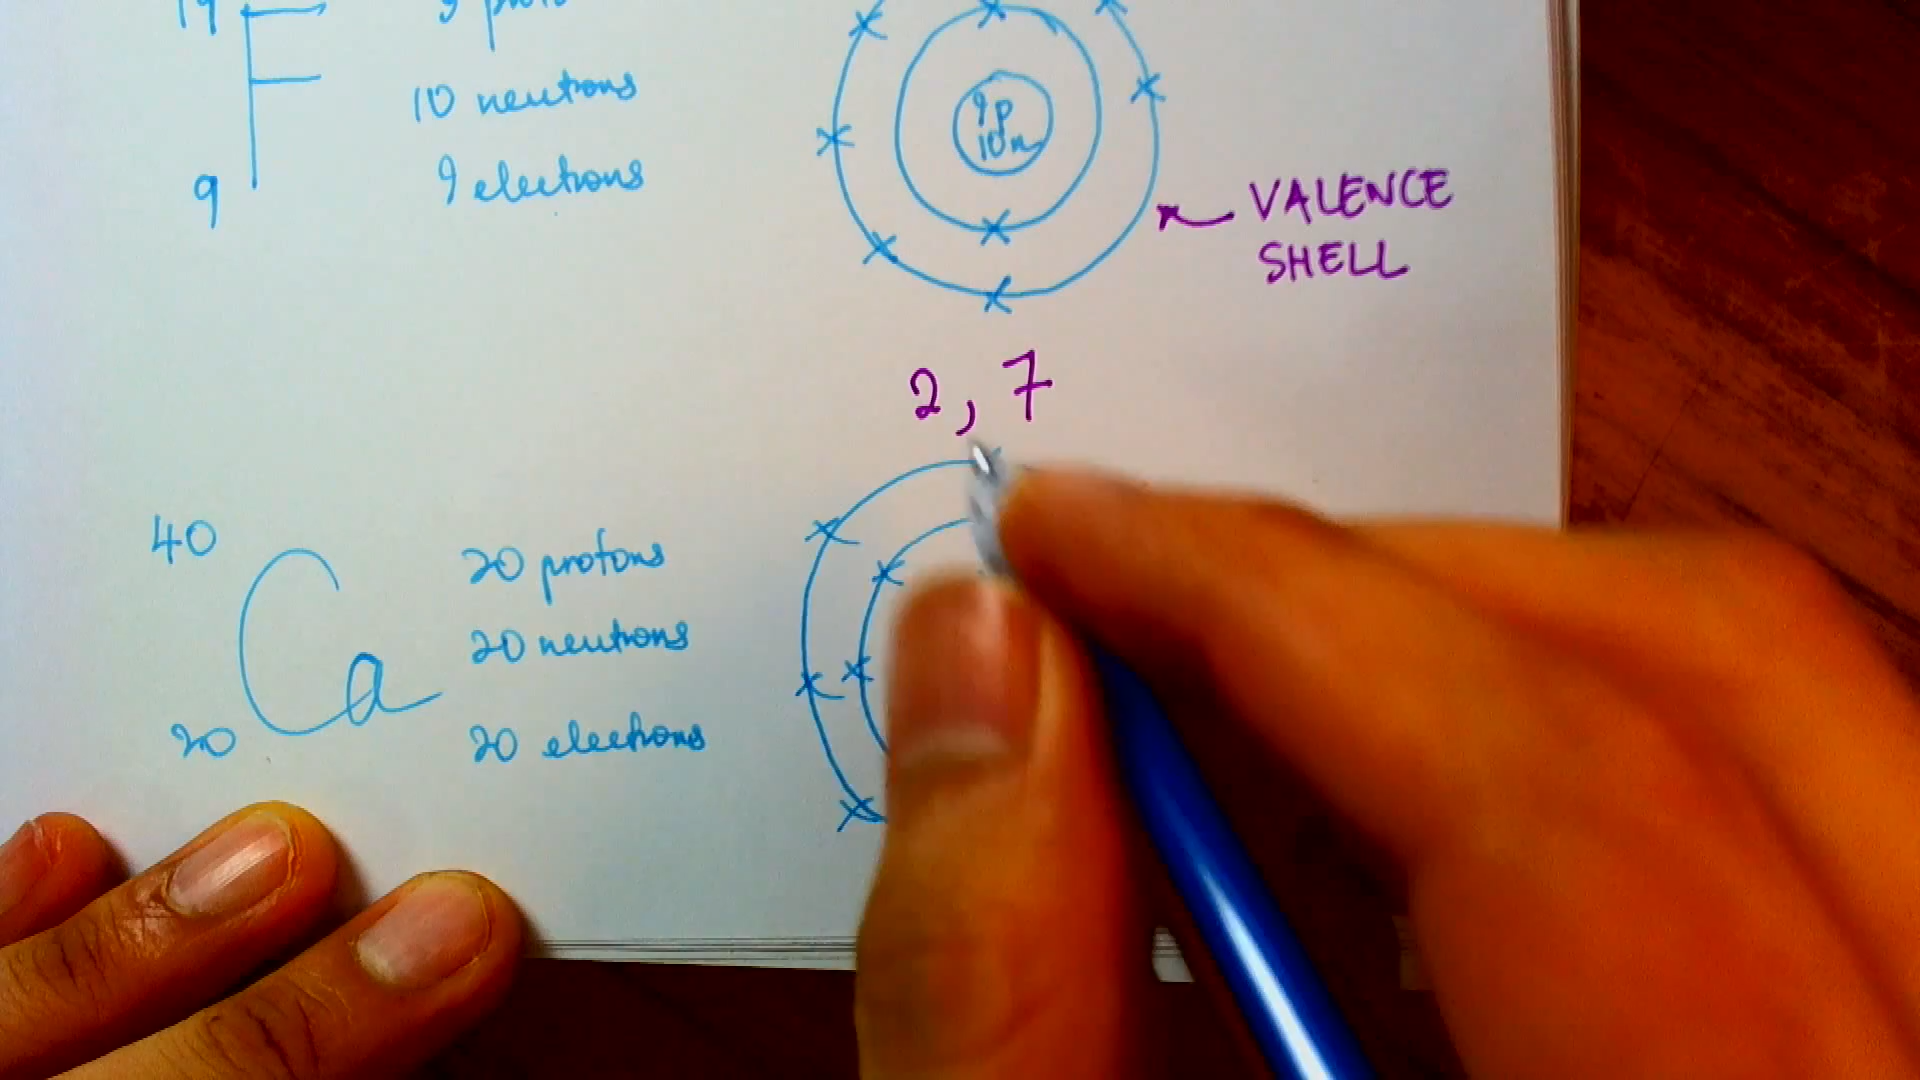 19
F
9
10 neutrons
9 electrons
9p
10n
VALENCE
SHELL
2, 7
40
Ca
20
20 protons
20 neutrons
20 electrons